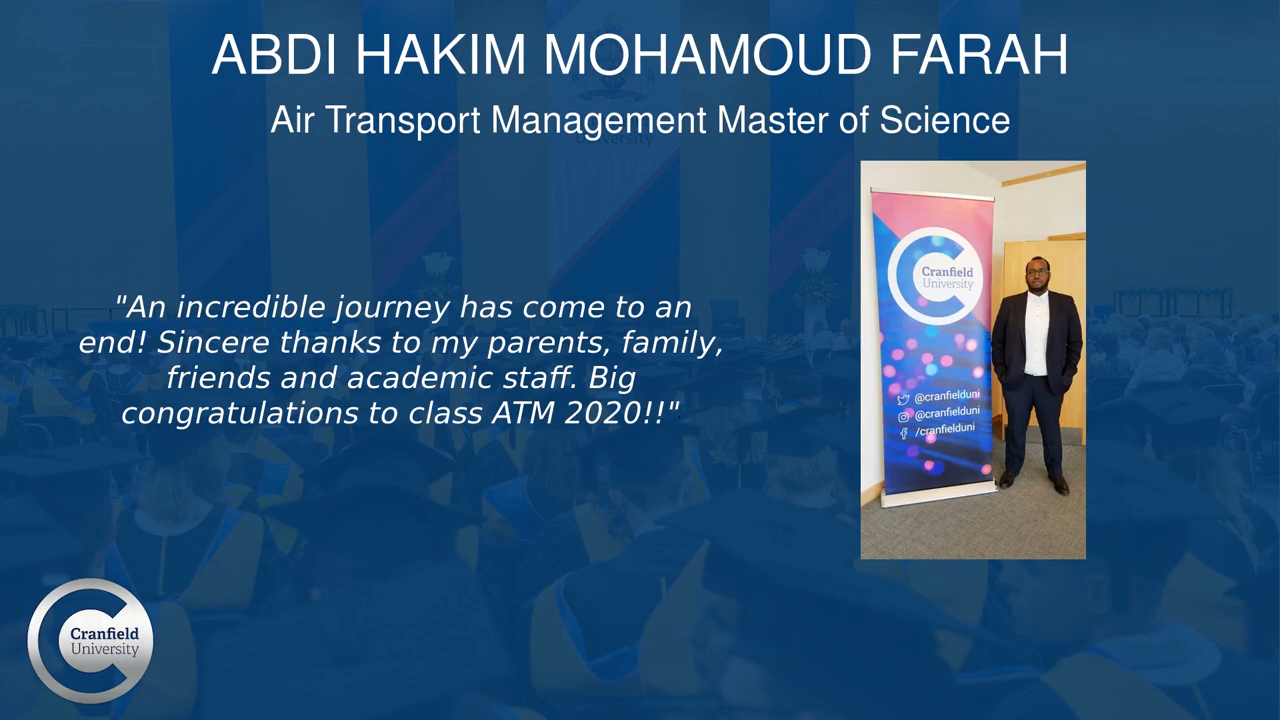 ABDI HAKIM MOHAMOUD FARAH
Air Transport Management Master of Science
University
"An incredible journey has come to an
end! Sincere thanks to my parents, family,
friends and academic staff. Big
congratulations to class ATM 2020!!"
Cranfield
University
@cranfielduni
@cranfielduni
/cranfielduni
Cranfield
University